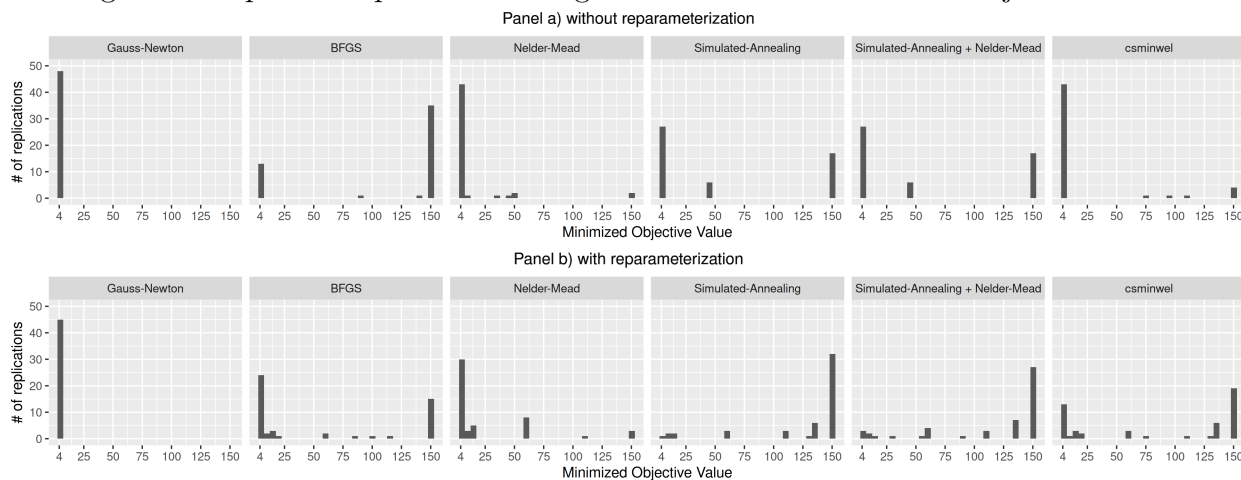 Panel a) without reparameterization
Gauss-Newton BFGS Nelder-Mead Simulated-Annealing Simulated-Annealing + Nelder-Mead csminwel
# of replications
50
40
30
20
10
0
4 25 50 75 100 125 150 4 25 50 75 100 125 150 4 25 50 75 100 125 150 4 25 50 75 100 125 150 4 25 50 75 100 125 150 4 25 50 75 100 125 150
Minimized Objective Value
Panel b) with reparameterization
Gauss-Newton BFGS Nelder-Mead Simulated-Annealing Simulated-Annealing + Nelder-Mead csminwel
# of replications
50
40
30
20
10
0
4 25 50 75 100 125 150 4 25 50 75 100 125 150 4 25 50 75 100 125 150 4 25 50 75 100 125 150 4 25 50 75 100 125 150 4 25 50 75 100 125 150
Minimized Objective Value